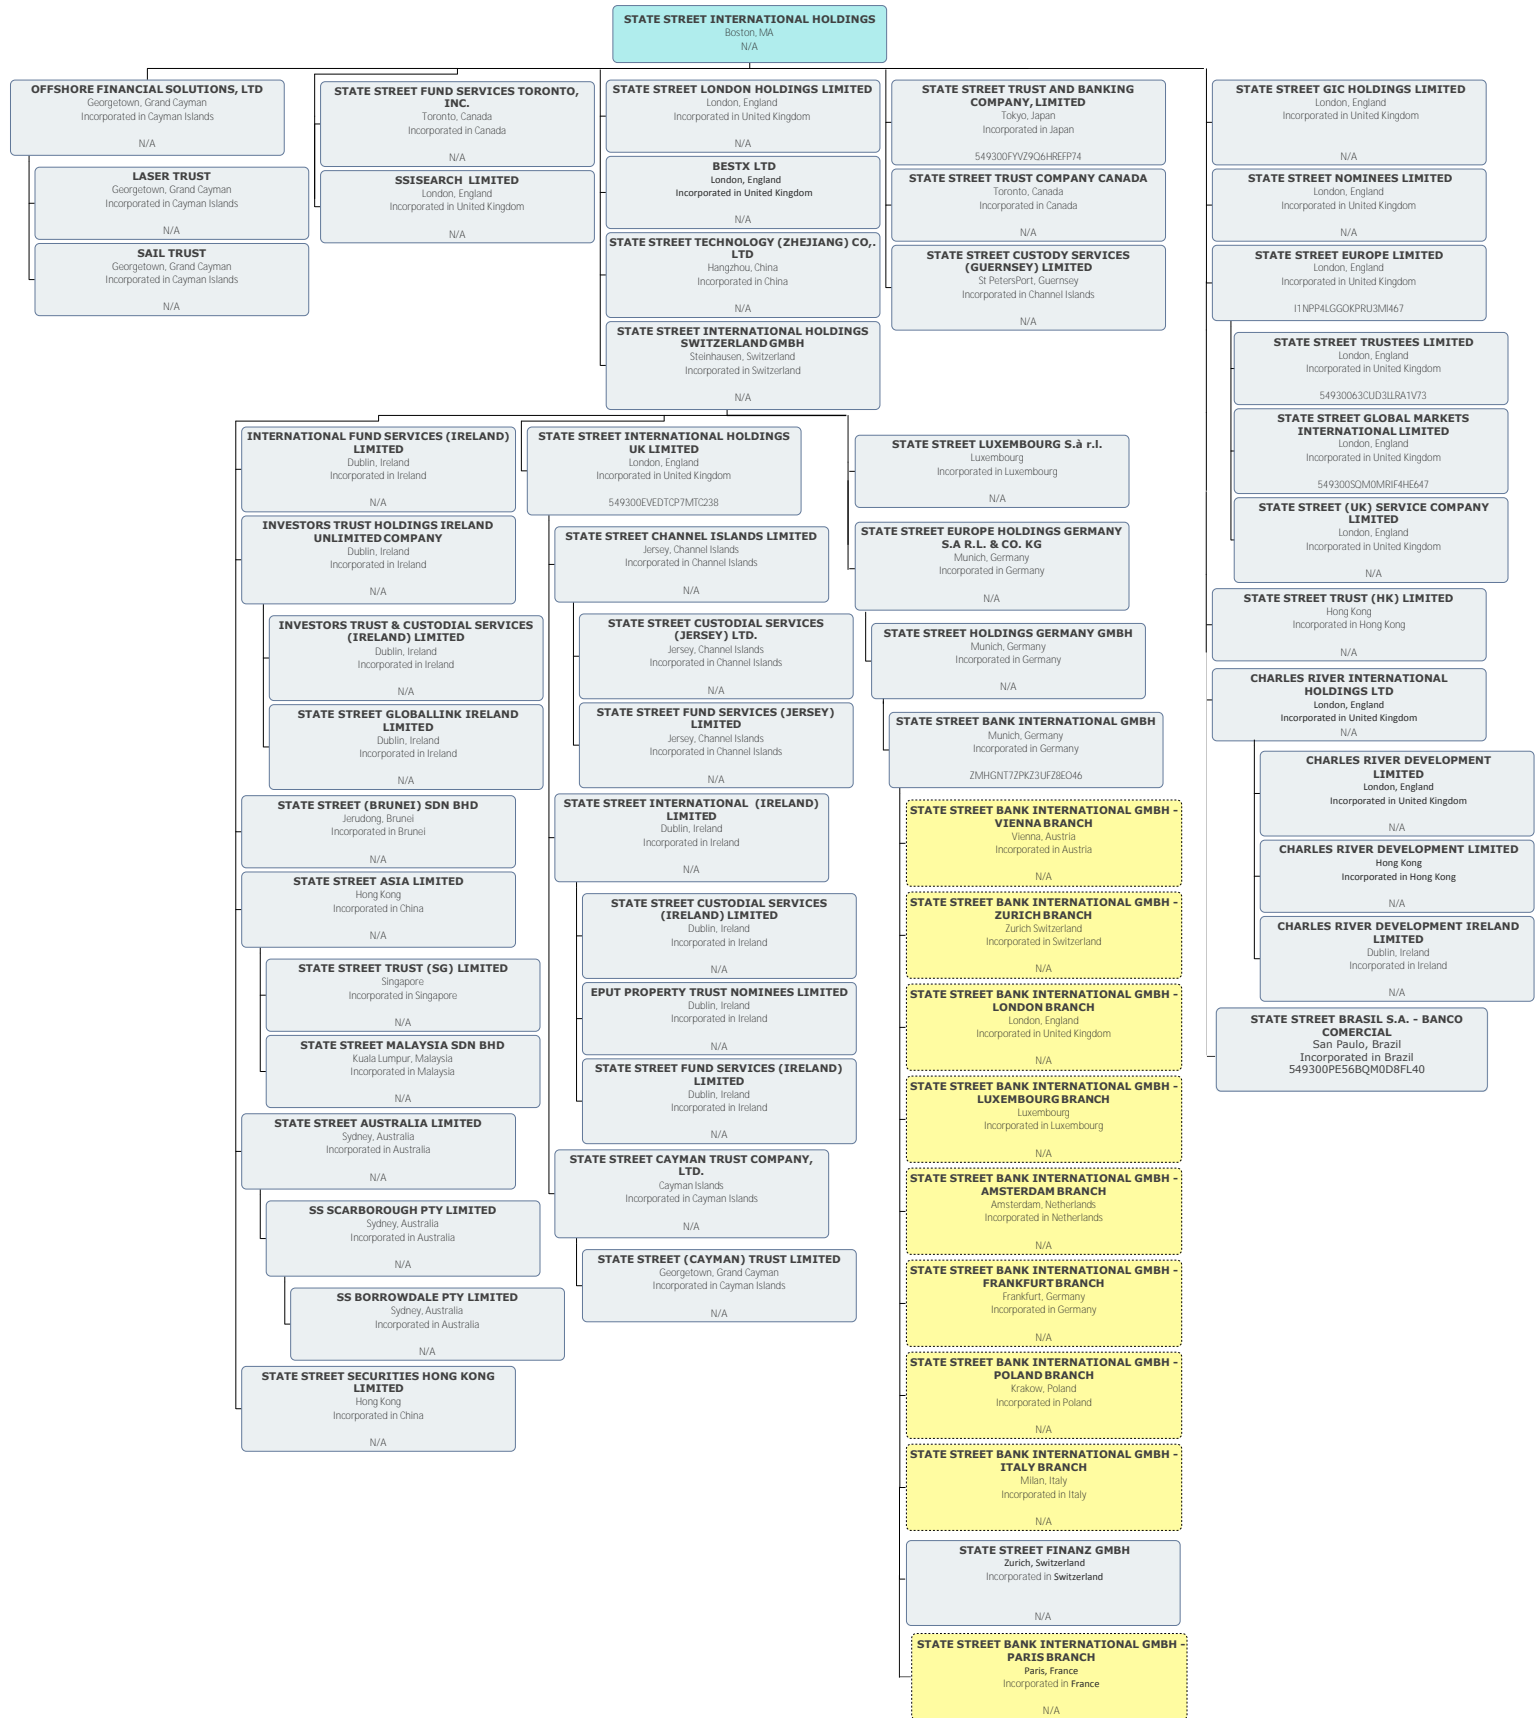 STATE STREET INTERNATIONAL HOLDINGS
Boston, MA
N/A
OFFSHORE FINANCIAL SOLUTIONS, LTD
Georgetown, Grand Cayman
Incorporated in Cayman Islands
N/A
LASER TRUST
Georgetown, Grand Cayman
Incorporated in Cayman Islands
N/A
SAIL TRUST
Georgetown, Grand Cayman
Incorporated in Cayman Islands
N/A
STATE STREET FUND SERVICES TORONTO,
INC.
Toronto, Canada
Incorporated in Canada
N/A
SSISEARCH LIMITED
London, England
Incorporated in United Kingdom
N/A
STATE STREET LONDON HOLDINGS LIMITED
London, England
Incorporated in United Kingdom
N/A
BESTX LTD
London, England
Incorporated in United Kingdom
N/A
STATE STREET TECHNOLOGY (ZHEJIANG) CO,.
LTD
Hangzhou, China
Incorporated in China
N/A
STATE STREET INTERNATIONAL HOLDINGS
SWITZERLAND GMBH
Steinhausen, Switzerland
Incorporated in Switzerland
N/A
STATE STREET TRUST AND BANKING
COMPANY, LIMITED
Tokyo, Japan
Incorporated in Japan
549300FYVZ9Q6HREFP74
STATE STREET TRUST COMPANY CANADA
Toronto, Canada
Incorporated in Canada
N/A
STATE STREET CUSTODY SERVICES
(GUERNSEY) LIMITED
St PetersPort, Guernsey
Incorporated in Channel Islands
N/A
STATE STREET GIC HOLDINGS LIMITED
London, England
Incorporated in United Kingdom
N/A
STATE STREET NOMINEES LIMITED
London, England
Incorporated in United Kingdom
N/A
STATE STREET EUROPE LIMITED
London, England
Incorporated in United Kingdom
I1NPP4LGGOKPRU3MI467
STATE STREET TRUSTEES LIMITED
London, England
Incorporated in United Kingdom
54930063CUD3LLRA1V73
STATE STREET GLOBAL MARKETS
INTERNATIONAL LIMITED
London, England
Incorporated in United Kingdom
549300SQM0MRIF4HE647
STATE STREET (UK) SERVICE COMPANY
LIMITED
London, England
Incorporated in United Kingdom
N/A
STATE STREET TRUST (HK) LIMITED
Hong Kong
Incorporated in Hong Kong
N/A
CHARLES RIVER INTERNATIONAL
HOLDINGS LTD
London, England
Incorporated in United Kingdom
N/A
CHARLES RIVER DEVELOPMENT
LIMITED
London, England
Incorporated in United Kingdom
N/A
CHARLES RIVER DEVELOPMENT LIMITED
Hong Kong
Incorporated in Hong Kong
N/A
CHARLES RIVER DEVELOPMENT IRELAND
LIMITED
Dublin, Ireland
Incorporated in Ireland
N/A
STATE STREET BRASIL S.A. – BANCO
COMERCIAL
San Paulo, Brazil
Incorporated in Brazil
549300PE56BQM0D8FL40
INTERNATIONAL FUND SERVICES (IRELAND)
LIMITED
Dublin, Ireland
Incorporated in Ireland
N/A
INVESTORS TRUST HOLDINGS IRELAND
UNLIMITED COMPANY
Dublin, Ireland
Incorporated in Ireland
N/A
INVESTORS TRUST & CUSTODIAL SERVICES
(IRELAND) LIMITED
Dublin, Ireland
Incorporated in Ireland
N/A
STATE STREET GLOBALLINK IRELAND
LIMITED
Dublin, Ireland
Incorporated in Ireland
N/A
STATE STREET (BRUNEI) SDN BHD
Jerudong, Brunei
Incorporated in Brunei
N/A
STATE STREET ASIA LIMITED
Hong Kong
Incorporated in China
N/A
STATE STREET TRUST (SG) LIMITED
Singapore
Incorporated in Singapore
N/A
STATE STREET MALAYSIA SDN BHD
Kuala Lumpur, Malaysia
Incorporated in Malaysia
N/A
STATE STREET AUSTRALIA LIMITED
Sydney, Australia
Incorporated in Australia
N/A
SS SCARBOROUGH PTY LIMITED
Sydney, Australia
Incorporated in Australia
N/A
SS BORROWDALE PTY LIMITED
Sydney, Australia
Incorporated in Australia
N/A
STATE STREET SECURITIES HONG KONG
LIMITED
Hong Kong
Incorporated in China
N/A
STATE STREET INTERNATIONAL HOLDINGS
UK LIMITED
London, England
Incorporated in United Kingdom
549300EVEDTCP7MTC238
STATE STREET CHANNEL ISLANDS LIMITED
Jersey, Channel Islands
Incorporated in Channel Islands
N/A
STATE STREET CUSTODIAL SERVICES
(JERSEY) LTD.
Jersey, Channel Islands
Incorporated in Channel Islands
N/A
STATE STREET FUND SERVICES (JERSEY)
LIMITED
Jersey, Channel Islands
Incorporated in Channel Islands
N/A
STATE STREET INTERNATIONAL (IRELAND)
LIMITED
Dublin, Ireland
Incorporated in Ireland
N/A
STATE STREET CUSTODIAL SERVICES
(IRELAND) LIMITED
Dublin, Ireland
Incorporated in Ireland
N/A
EPUT PROPERTY TRUST NOMINEES LIMITED
Dublin, Ireland
Incorporated in Ireland
N/A
STATE STREET FUND SERVICES (IRELAND)
LIMITED
Dublin, Ireland
Incorporated in Ireland
N/A
STATE STREET CAYMAN TRUST COMPANY,
LTD.
Cayman Islands
Incorporated in Cayman Islands
N/A
STATE STREET (CAYMAN) TRUST LIMITED
Georgetown, Grand Cayman
Incorporated in Cayman Islands
N/A
STATE STREET LUXEMBOURG S.à r.l.
Luxembourg
Incorporated in Luxembourg
N/A
STATE STREET EUROPE HOLDINGS GERMANY
S.A R.L. & CO. KG
Munich, Germany
Incorporated in Germany
N/A
STATE STREET HOLDINGS GERMANY GMBH
Munich, Germany
Incorporated in Germany
N/A
STATE STREET BANK INTERNATIONAL GMBH
Munich, Germany
Incorporated in Germany
ZMHGNT7ZPKZ3UFZ8EO46
STATE STREET BANK INTERNATIONAL GMBH -
VIENNA BRANCH
Vienna, Austria
Incorporated in Austria
N/A
STATE STREET BANK INTERNATIONAL GMBH -
ZURICH BRANCH
Zurich Switzerland
Incorporated in Switzerland
N/A
STATE STREET BANK INTERNATIONAL GMBH -
LONDON BRANCH
London, England
Incorporated in United Kingdom
N/A
STATE STREET BANK INTERNATIONAL GMBH -
LUXEMBOURG BRANCH
Luxembourg
Incorporated in Luxembourg
N/A
STATE STREET BANK INTERNATIONAL GMBH -
AMSTERDAM BRANCH
Amsterdam, Netherlands
Incorporated in Netherlands
N/A
STATE STREET BANK INTERNATIONAL GMBH -
FRANKFURT BRANCH
Frankfurt, Germany
Incorporated in Germany
N/A
STATE STREET BANK INTERNATIONAL GMBH -
POLAND BRANCH
Krakow, Poland
Incorporated in Poland
N/A
STATE STREET BANK INTERNATIONAL GMBH -
ITALY BRANCH
Milan, Italy
Incorporated in Italy
N/A
STATE STREET FINANZ GMBH
Zurich, Switzerland
Incorporated in Switzerland
N/A
STATE STREET BANK INTERNATIONAL GMBH -
PARIS BRANCH
Paris, France
Incorporated in France
N/A